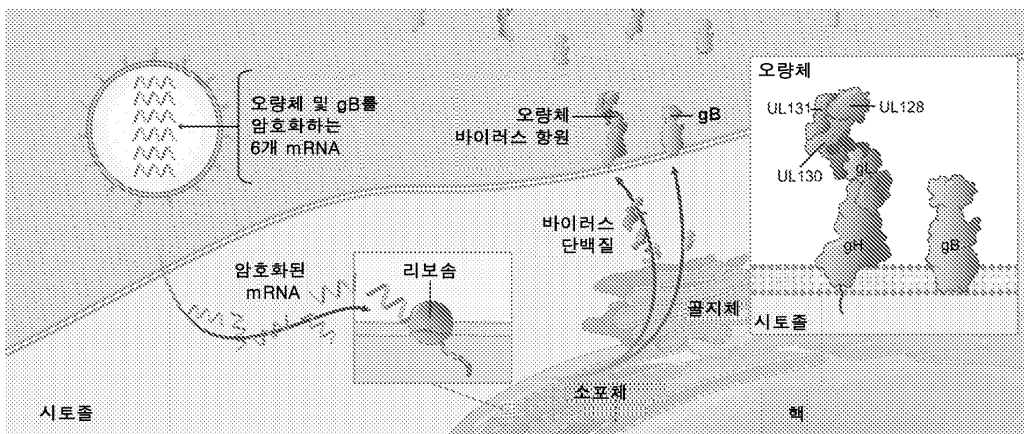 오량체 및 gB를
암호화하는
6개 mRNA
오량체
바이러스 항원
gB
바이러스
단백질
암호화된
mRNA
리보솜
골지체
소포체
시토졸
핵
오량체
UL131
UL128
UL130
gL
gH
gB
시토졸